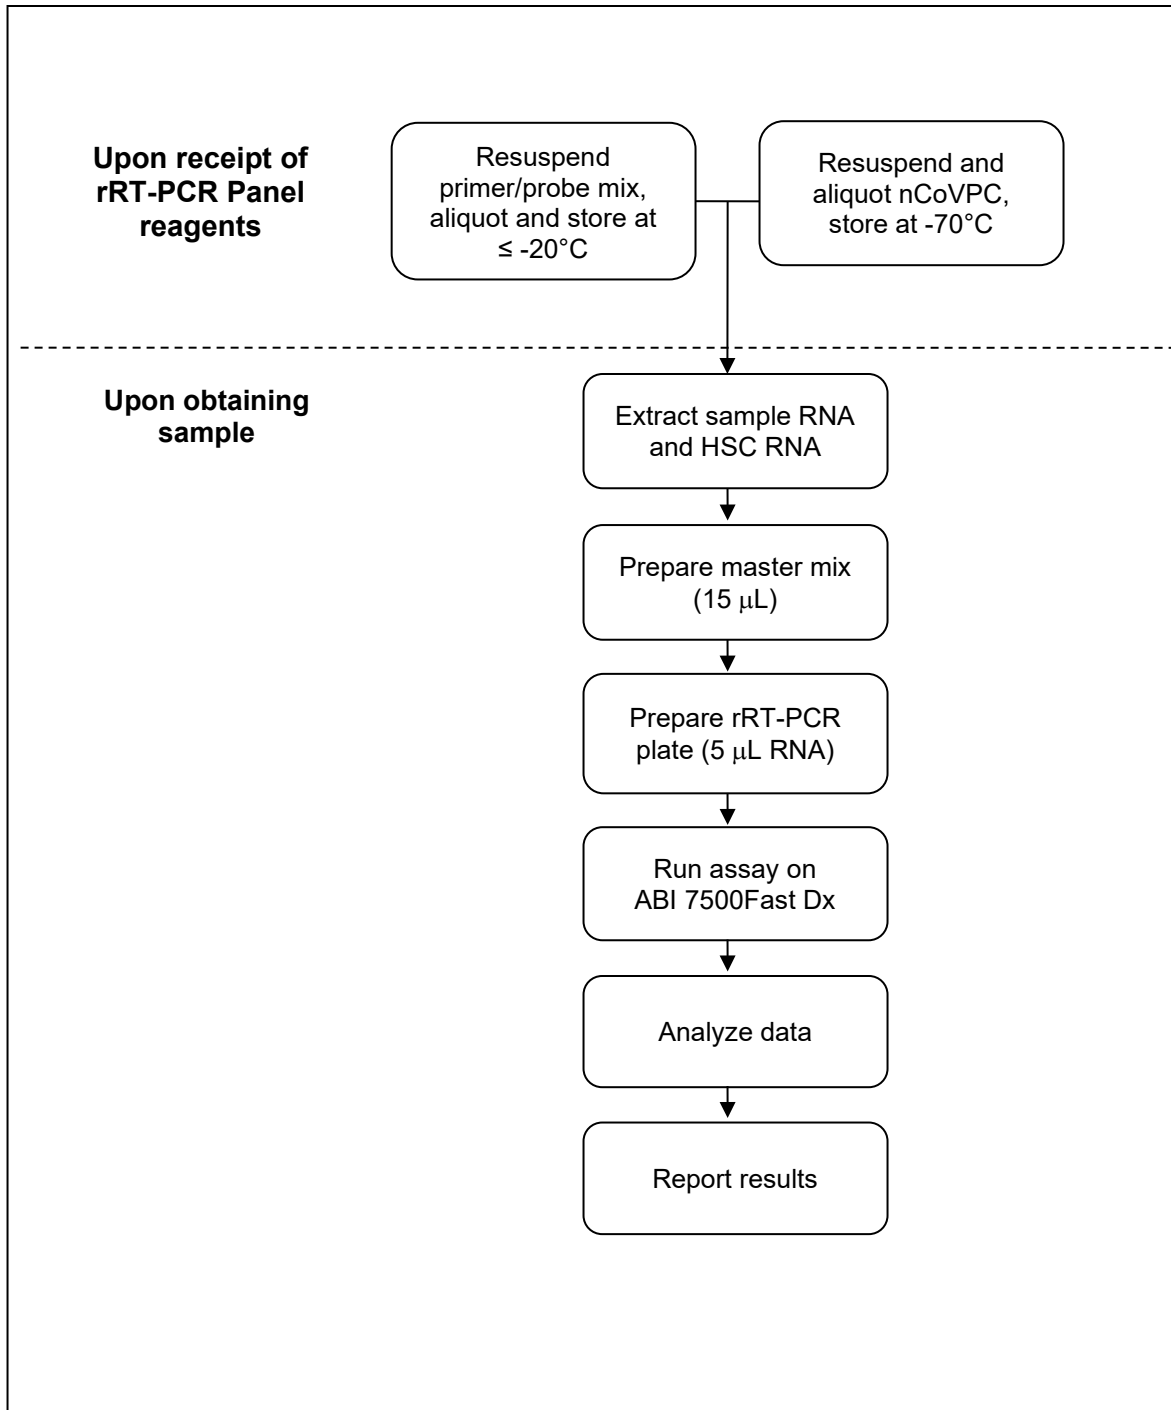 Upon receipt of
rRT-PCR Panel
reagents
Resuspend
primer/probe mix,
aliquot and store at
≤ -20°C
Resuspend and
aliquot nCoVPC,
store at -70°C
Upon obtaining
sample
Extract sample RNA
and HSC RNA
Prepare master mix
(15 μL)
Prepare rRT-PCR
plate (5 μL RNA)
Run assay on
ABI 7500Fast Dx
Analyze data
Report results